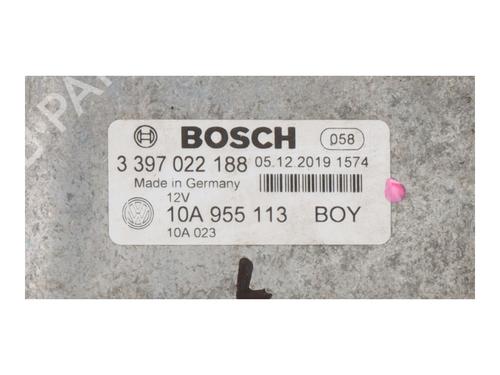 BOSCH 058
3 397 022 188 05.12.2019 1574
Made in Germany
12V
10A 955 113 BOY
10A 023
L